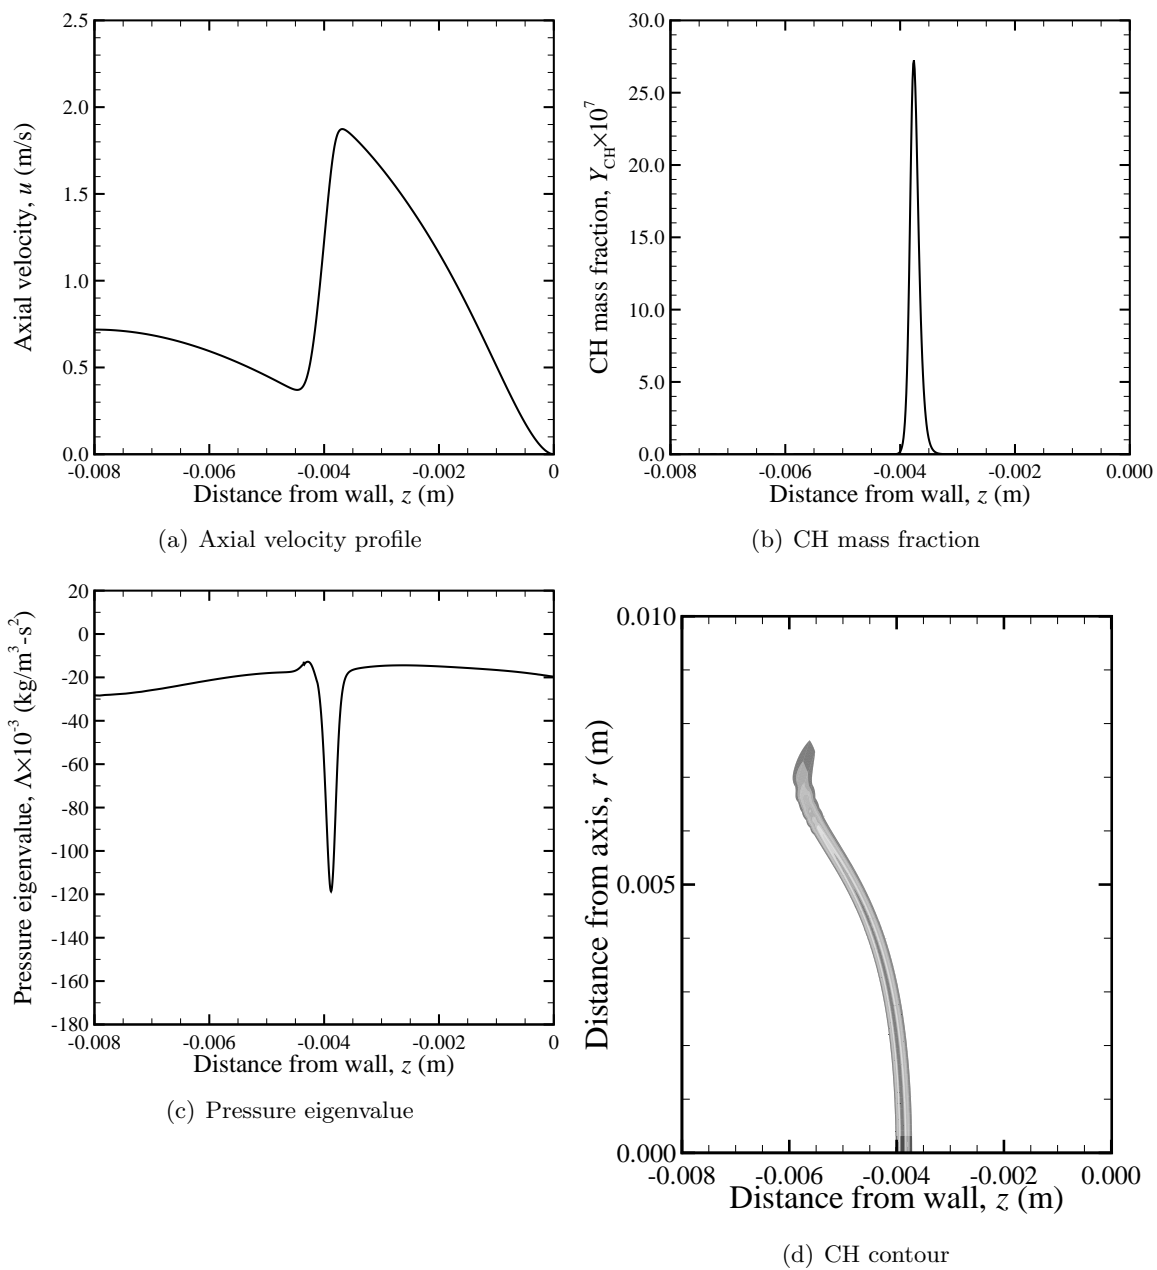 2.5
2.0
1.5
1.0
0.5
0.0
Axial velocity, u (m/s)
-0.008 -0.006 -0.004 -0.002 0
Distance from wall, z (m)
(a) Axial velocity profile
30.0
25.0
20.0
15.0
10.0
5.0
0.0
CH mass fraction, Y_CH×10^7
-0.008 -0.006 -0.004 -0.002 0.000
Distance from wall, z (m)
(b) CH mass fraction
20
0
-20
-40
-60
-80
-100
-120
-140
-160
-180
Pressure eigenvalue, Λ×10^-3 (kg/m^3-s^2)
-0.008 -0.006 -0.004 -0.002 0
Distance from wall, z (m)
(c) Pressure eigenvalue
0.010
0.005
0.000
Distance from axis, r (m)
-0.008 -0.006 -0.004 -0.002 0.000
Distance from wall, z (m)
(d) CH contour